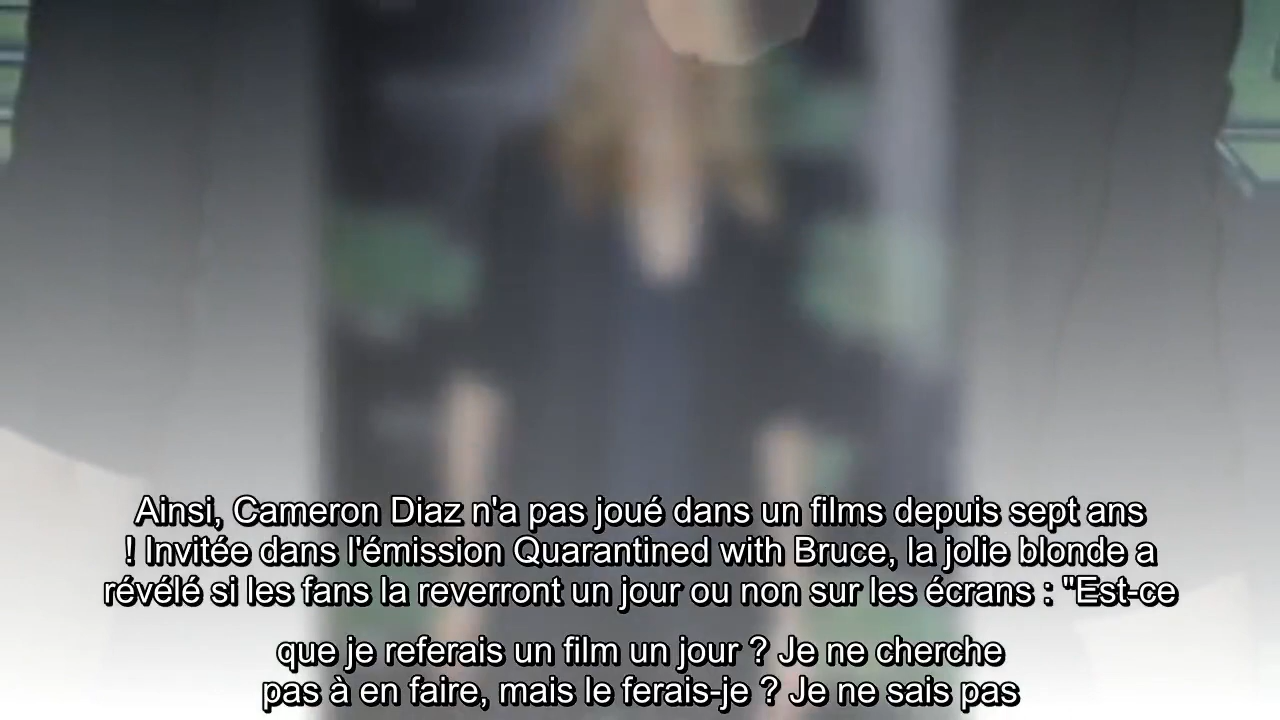 Ainsi, Cameron Diaz n'a pas joué dans un films depuis sept ans
! Invitée dans l'émission Quarantined with Bruce, la jolie blonde a
révélé si les fans la reverront un jour ou non sur les écrans : "Est-ce
que je referais un film un jour ? Je ne cherche
pas à en faire, mais le ferais-je ? Je ne sais pas